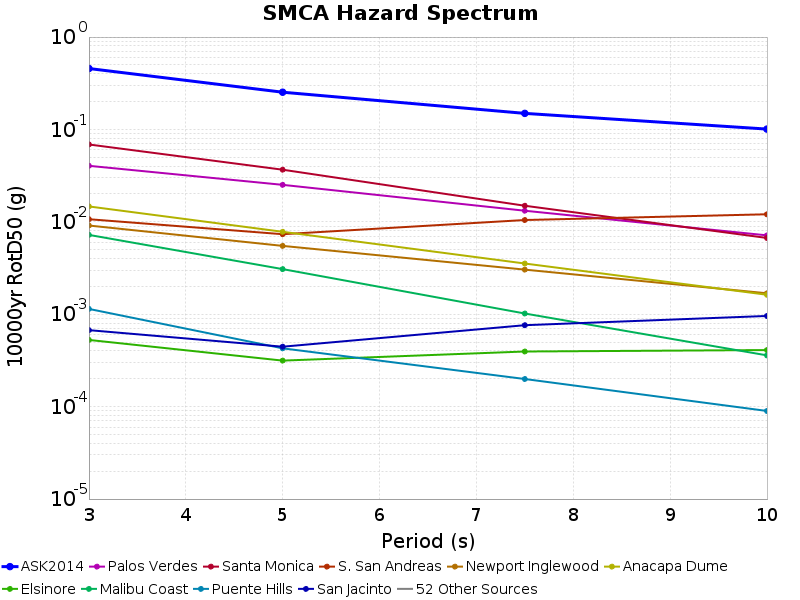 SMCA Hazard Spectrum
10^0
10^-1
10^-2
10^-3
10^-4
10^-5
10000yr RotD50 (g)
3 4 5 6 7 8 9 10
Period (s)
ASK2014 Palos Verdes Santa Monica S. San Andreas Newport Inglewood Anacapa Dume
Elsinore Malibu Coast Puente Hills San Jacinto 52 Other Sources